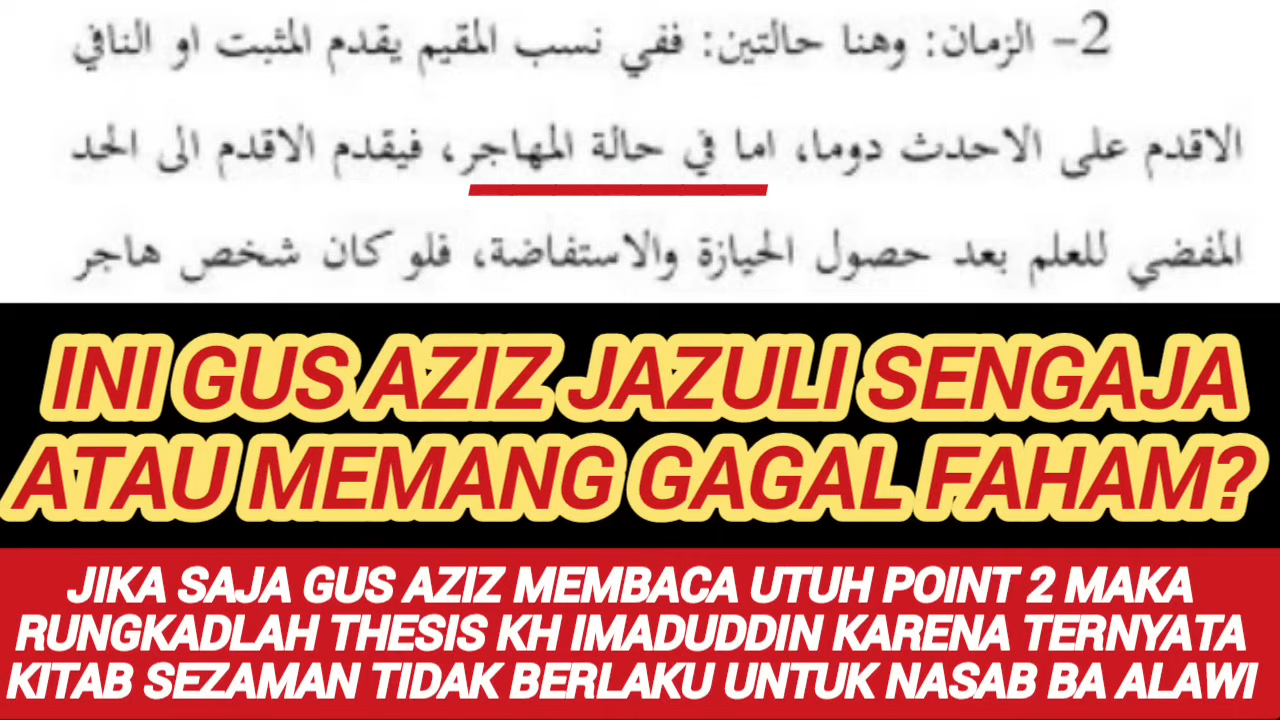 2- الزمان: وهنا حالتين: ففي نسب المقيم يقدم المثبت او النافي
الاقدم على الاحدث دوما، اما في حالة المهاجر، فيقدم الاقدم الى الحد
المفضي للعلم بعد حصول الحيازة والاستفاضة، فلو كان شخص هاجر
INI GUS AZIZ JAZULI SENGAJA
ATAU MEMANG GAGAL FAHAM?
JIKA SAJA GUS AZIZ MEMBACA UTUH POINT 2 MAKA
RUNGKADLAH THESIS KH IMADUDDIN KARENA TERNYATA
KITAB SEZAMAN TIDAK BERLAKU UNTUK NASAB BA ALAWI